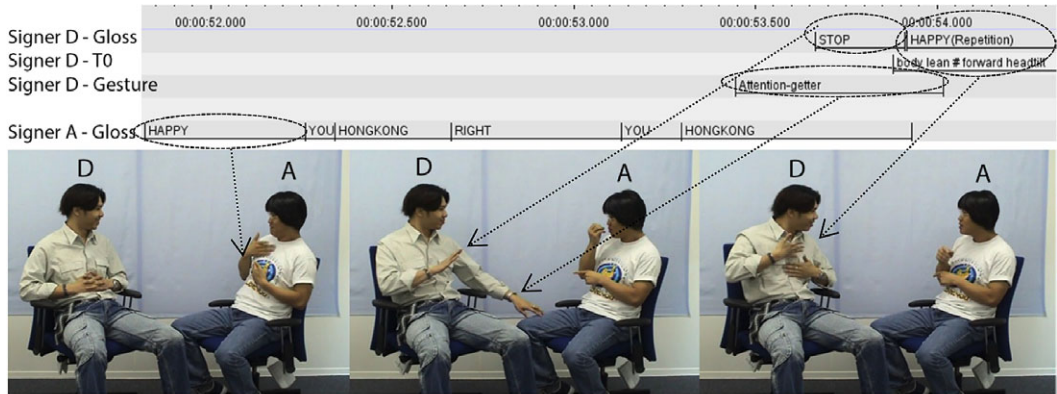 00:00:52.000 00:00:52.500 00:00:53.000 00:00:53.500 00:00:54.000
Signer D - Gloss STOP HAPPY(Repetition)
Signer D - T0 body lean # forward headtilt
Signer D - Gesture Attention-getter
Signer A - Gloss HAPPY YOU HONGKONG RIGHT YOU HONGKONG
D A D A D A